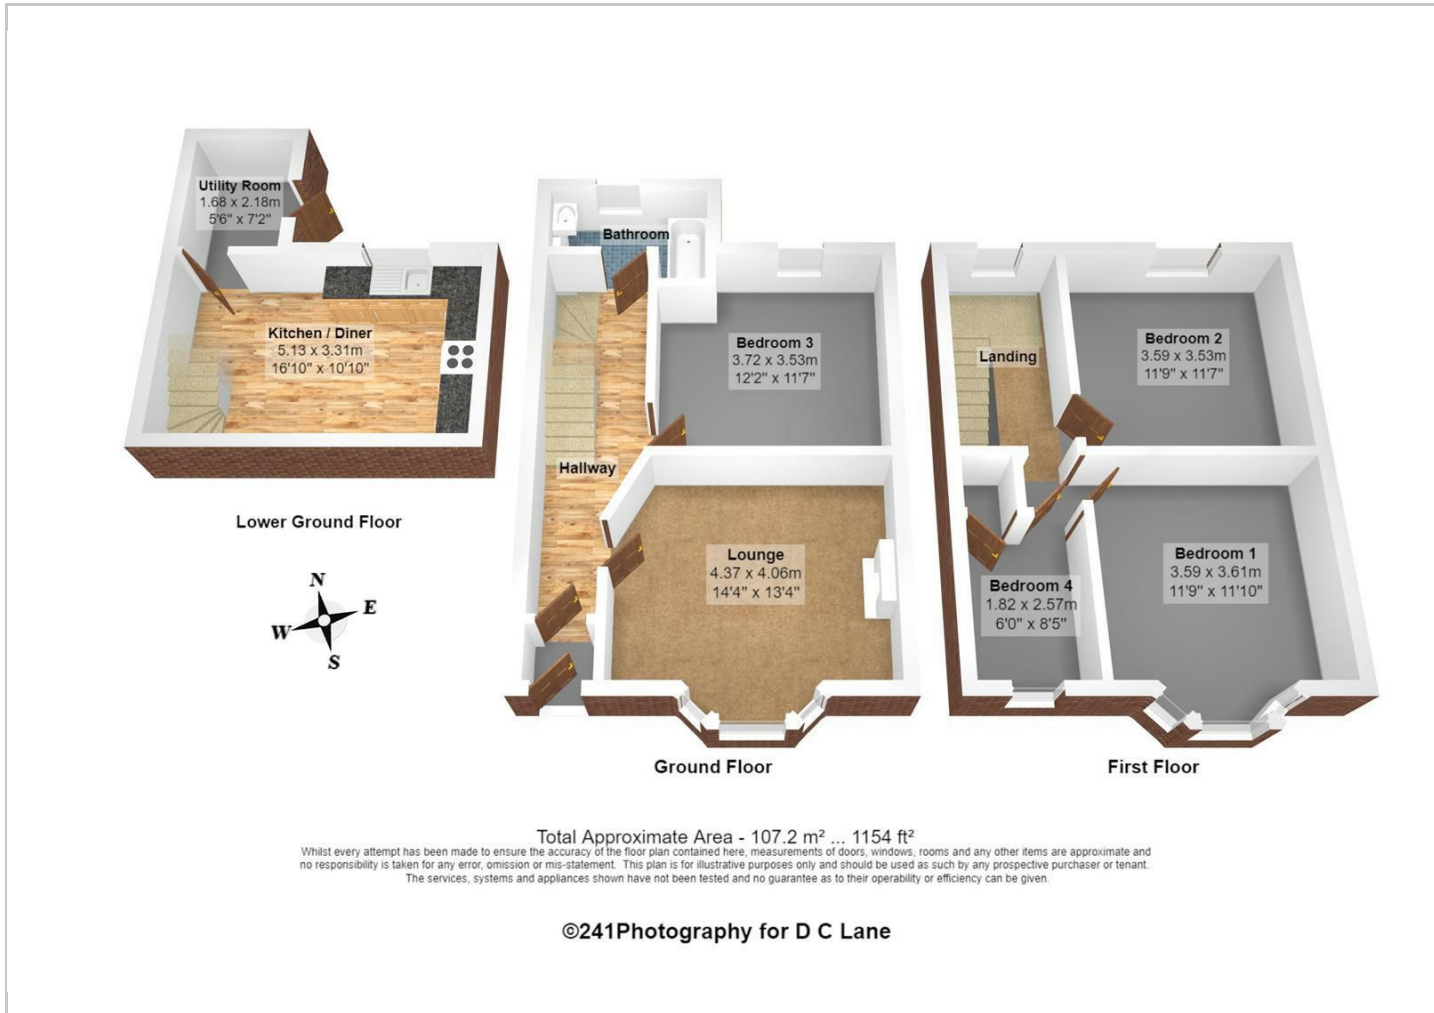 Utility Room
1.68 x 2.18m
5'6" x 7'2"
Kitchen / Diner
5.13 x 3.31m
16'10" x 10'10"
Lower Ground Floor
N
E
W
S
Bathroom
Bedroom 3
3.72 x 3.53m
12'2" x 11'7"
Hallway
Lounge
4.37 x 4.06m
14'4" x 13'4"
Ground Floor
Landing
Bedroom 2
3.59 x 3.53m
11'9" x 11'7"
Bedroom 1
3.59 x 3.61m
11'9" x 11'10"
Bedroom 4
1.82 x 2.57m
6'0" x 8'5"
First Floor
Total Approximate Area - 107.2 m² ... 1154 ft²
Whilst every attempt has been made to ensure the accuracy of the floor plan contained here, measurements of doors, windows, rooms and any other items are approximate and
no responsibility is taken for any error, omission or mis-statement. This plan is for illustrative purposes only and should be used as such by any prospective purchaser or tenant.
The services, systems and appliances shown have not been tested and no guarantee as to their operability or efficiency can be given.
©241Photography for D C Lane